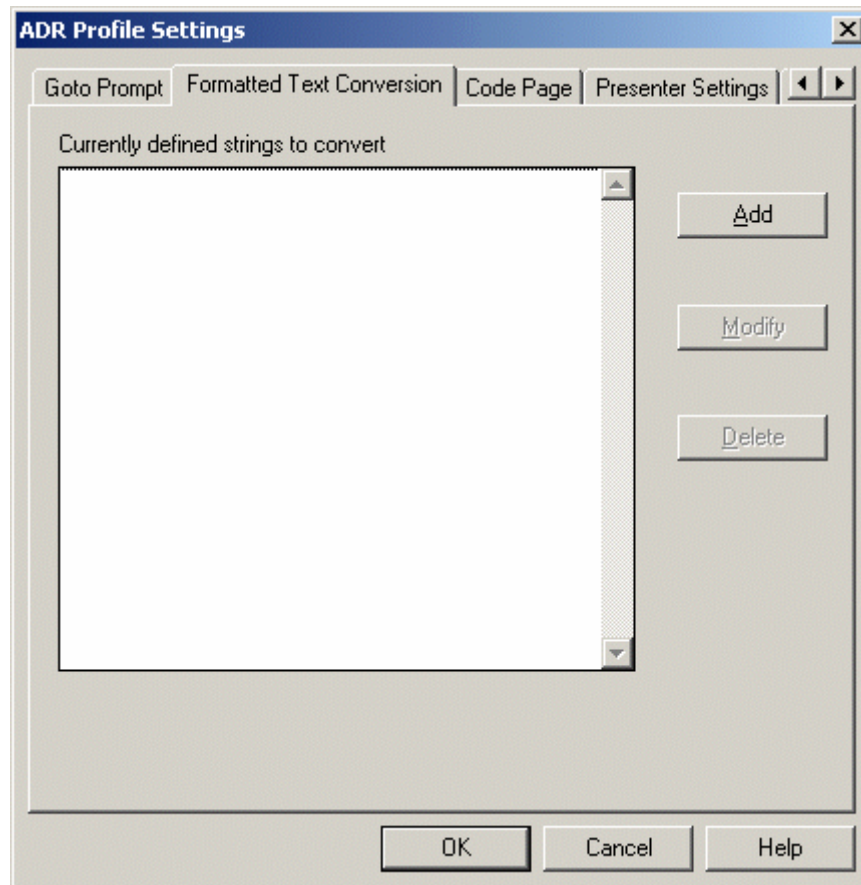 ADR Profile Settings
Goto Prompt Formatted Text Conversion Code Page Presenter Settings
Currently defined strings to convert
Add
Modify
Delete
OK Cancel Help